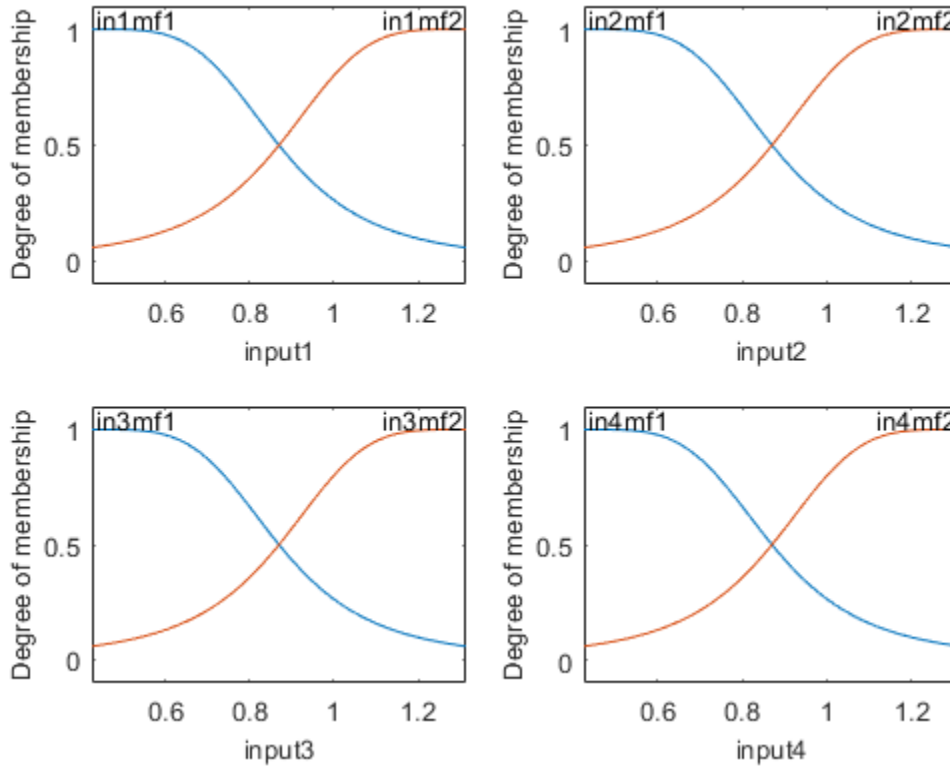 in1mf1 in1mf2
Degree of membership
1
0.5
0
0.6 0.8 1 1.2
input1
in2mf1 in2mf2
Degree of membership
1
0.5
0
0.6 0.8 1 1.2
input2
in3mf1 in3mf2
Degree of membership
1
0.5
0
0.6 0.8 1 1.2
input3
in4mf1 in4mf2
Degree of membership
1
0.5
0
0.6 0.8 1 1.2
input4